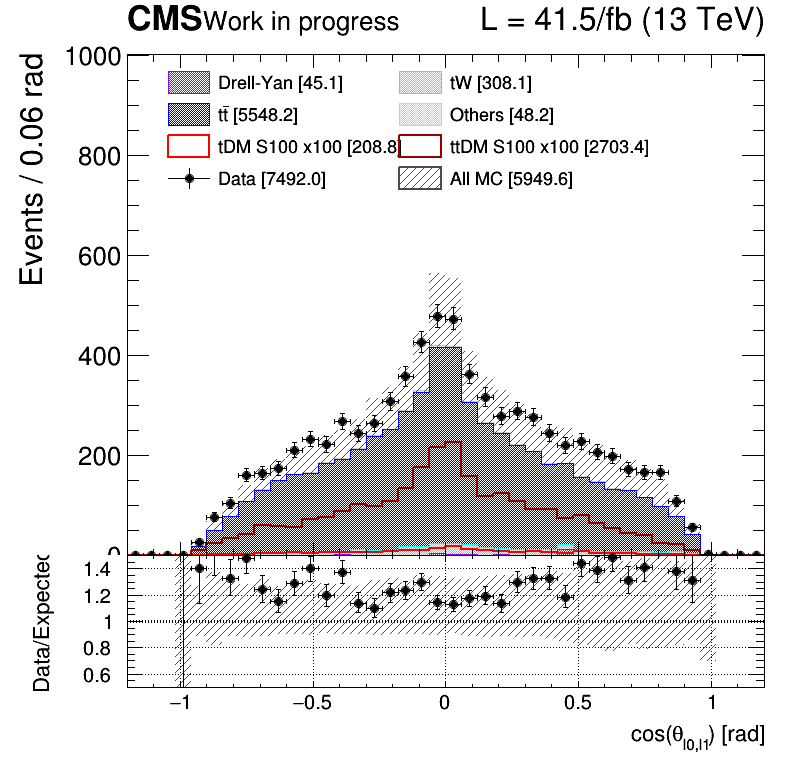 CMS Work in progress L = 41.5/fb (13 TeV)
Events / 0.06 rad
1000
800
600
400
200
0
Drell-Yan [45.1] tW [308.1]
tt̄ [5548.2] Others [48.2]
tDM S100 x100 [208.8] ttDM S100 x100 [2703.4]
Data [7492.0] All MC [5949.6]
Data/Expected
1.4
1.2
1
0.8
0.6
−1 −0.5 0 0.5 1
cos(θl0,l1) [rad]